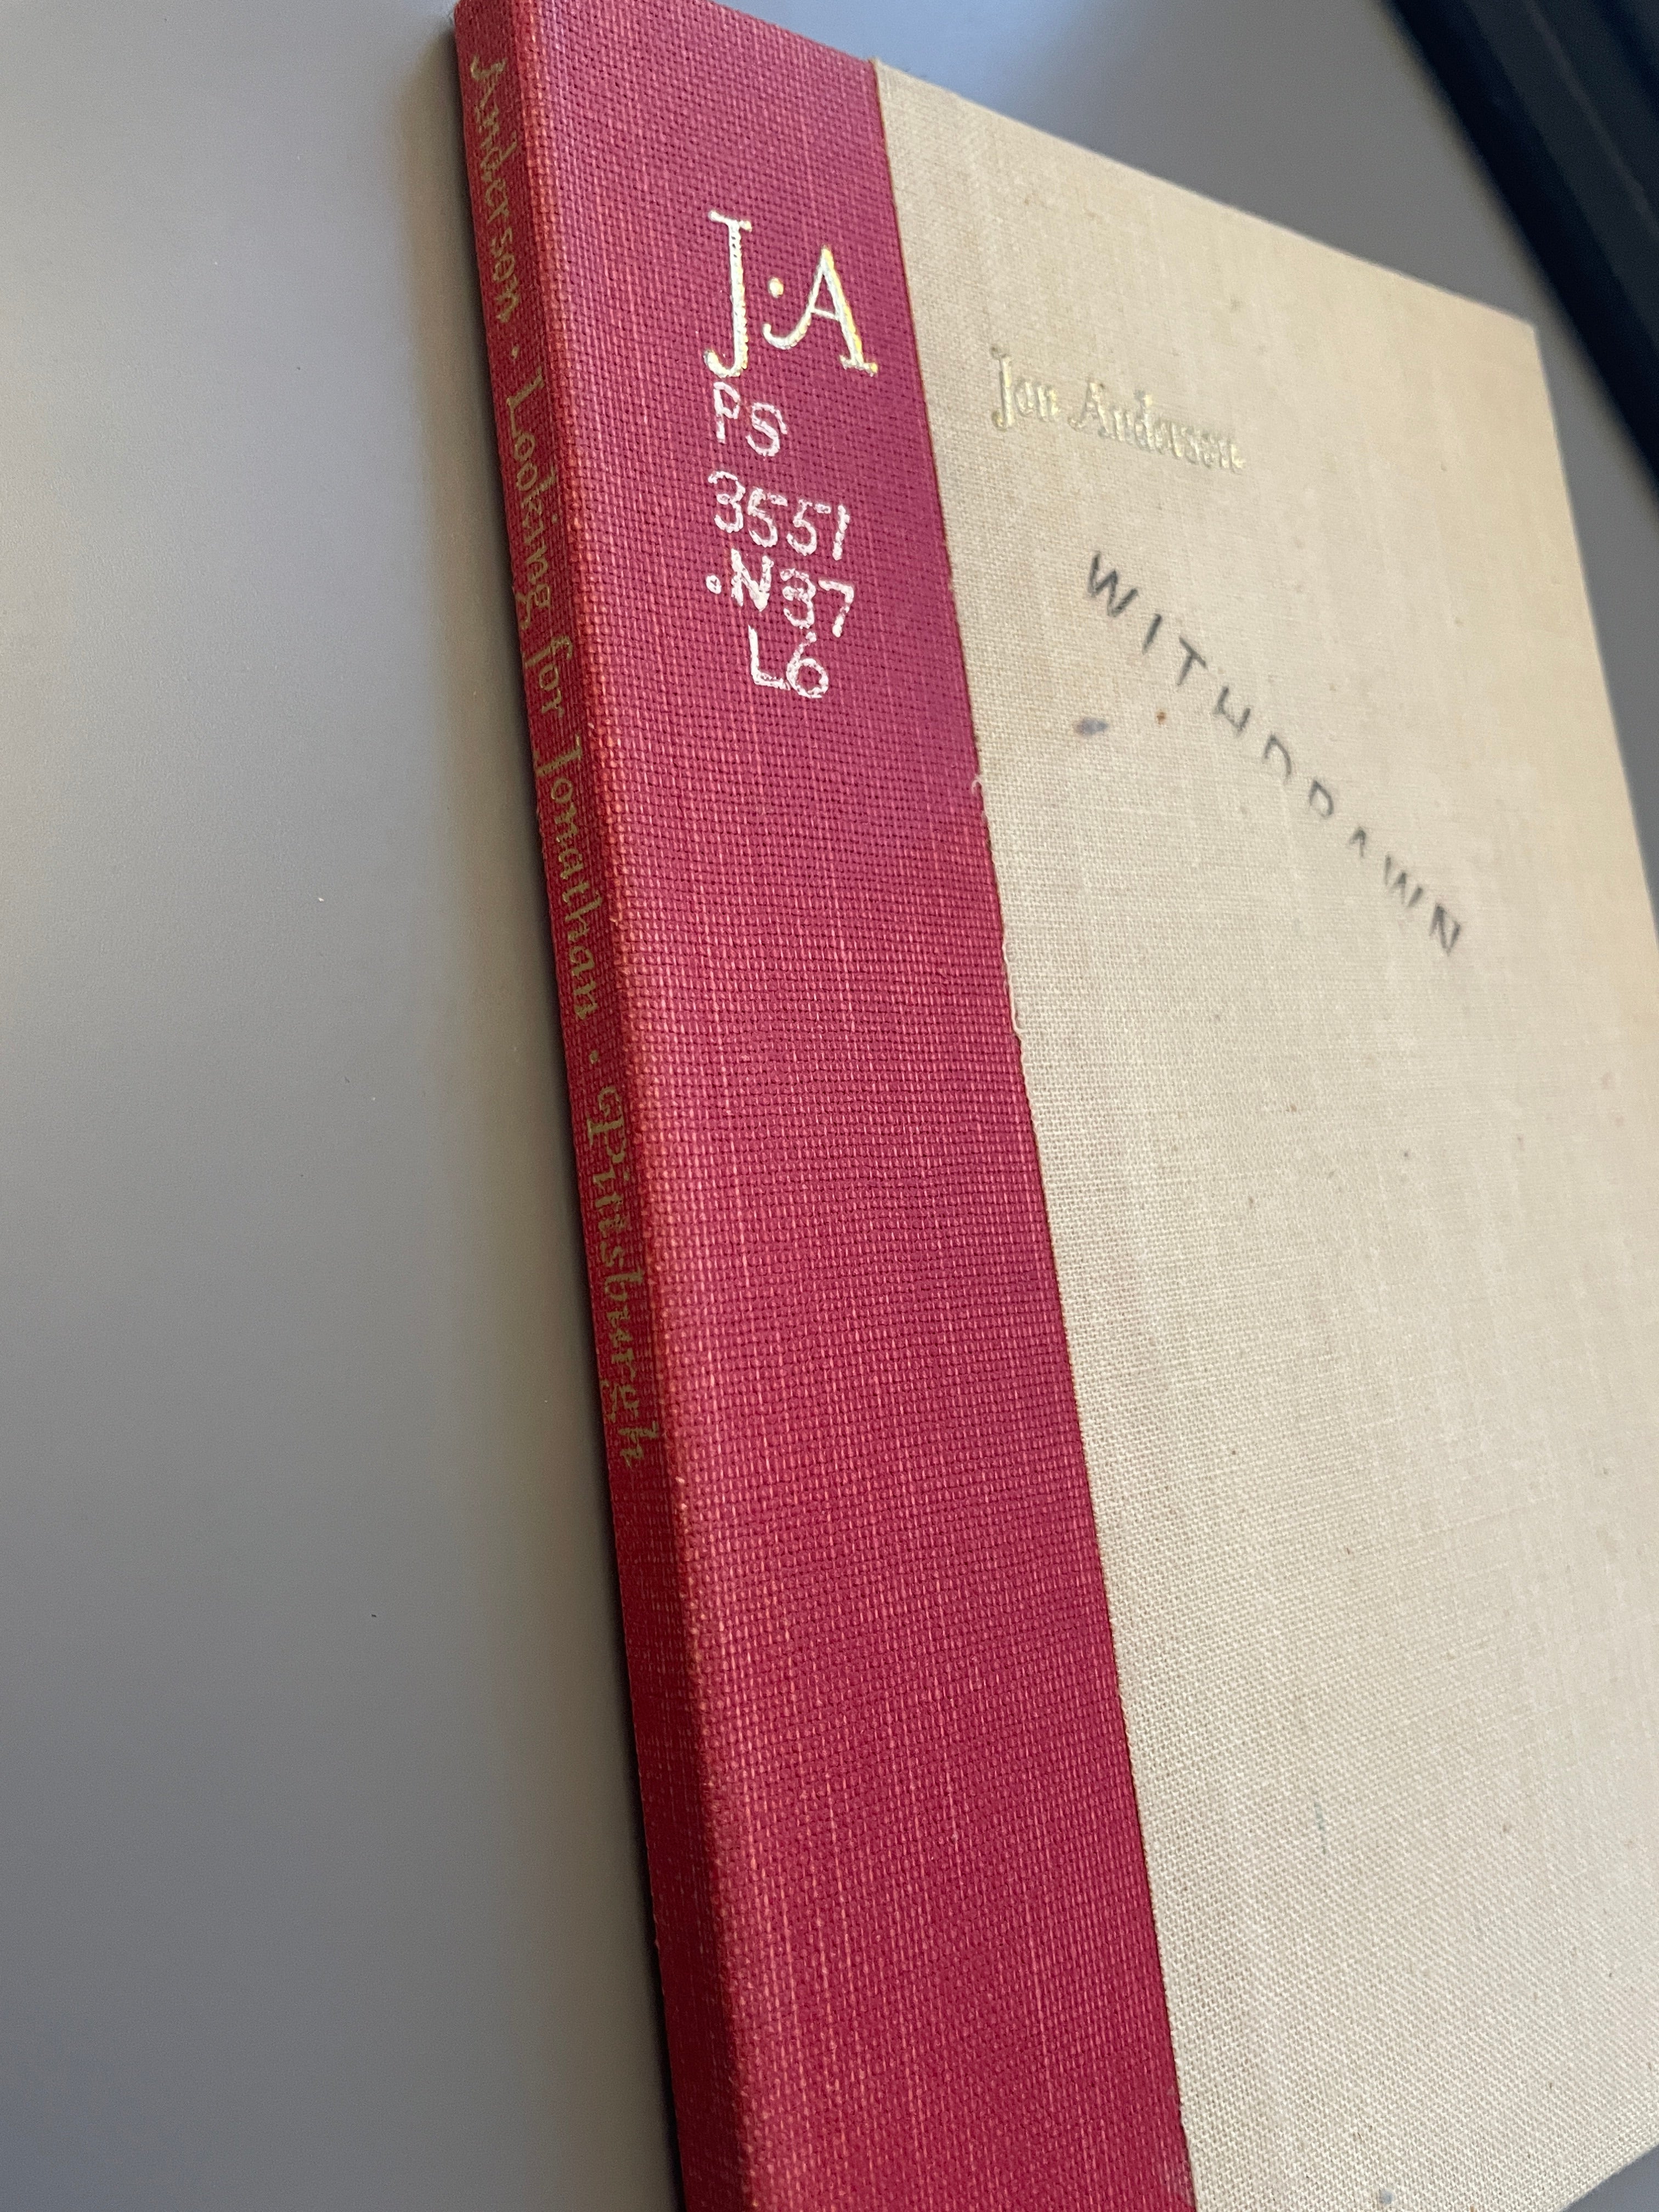 Anderson · Looking for Jonathan · Pittsburgh
J·A
PS
3551
.N37
L6
Jon Anderson
WITHDRAWN